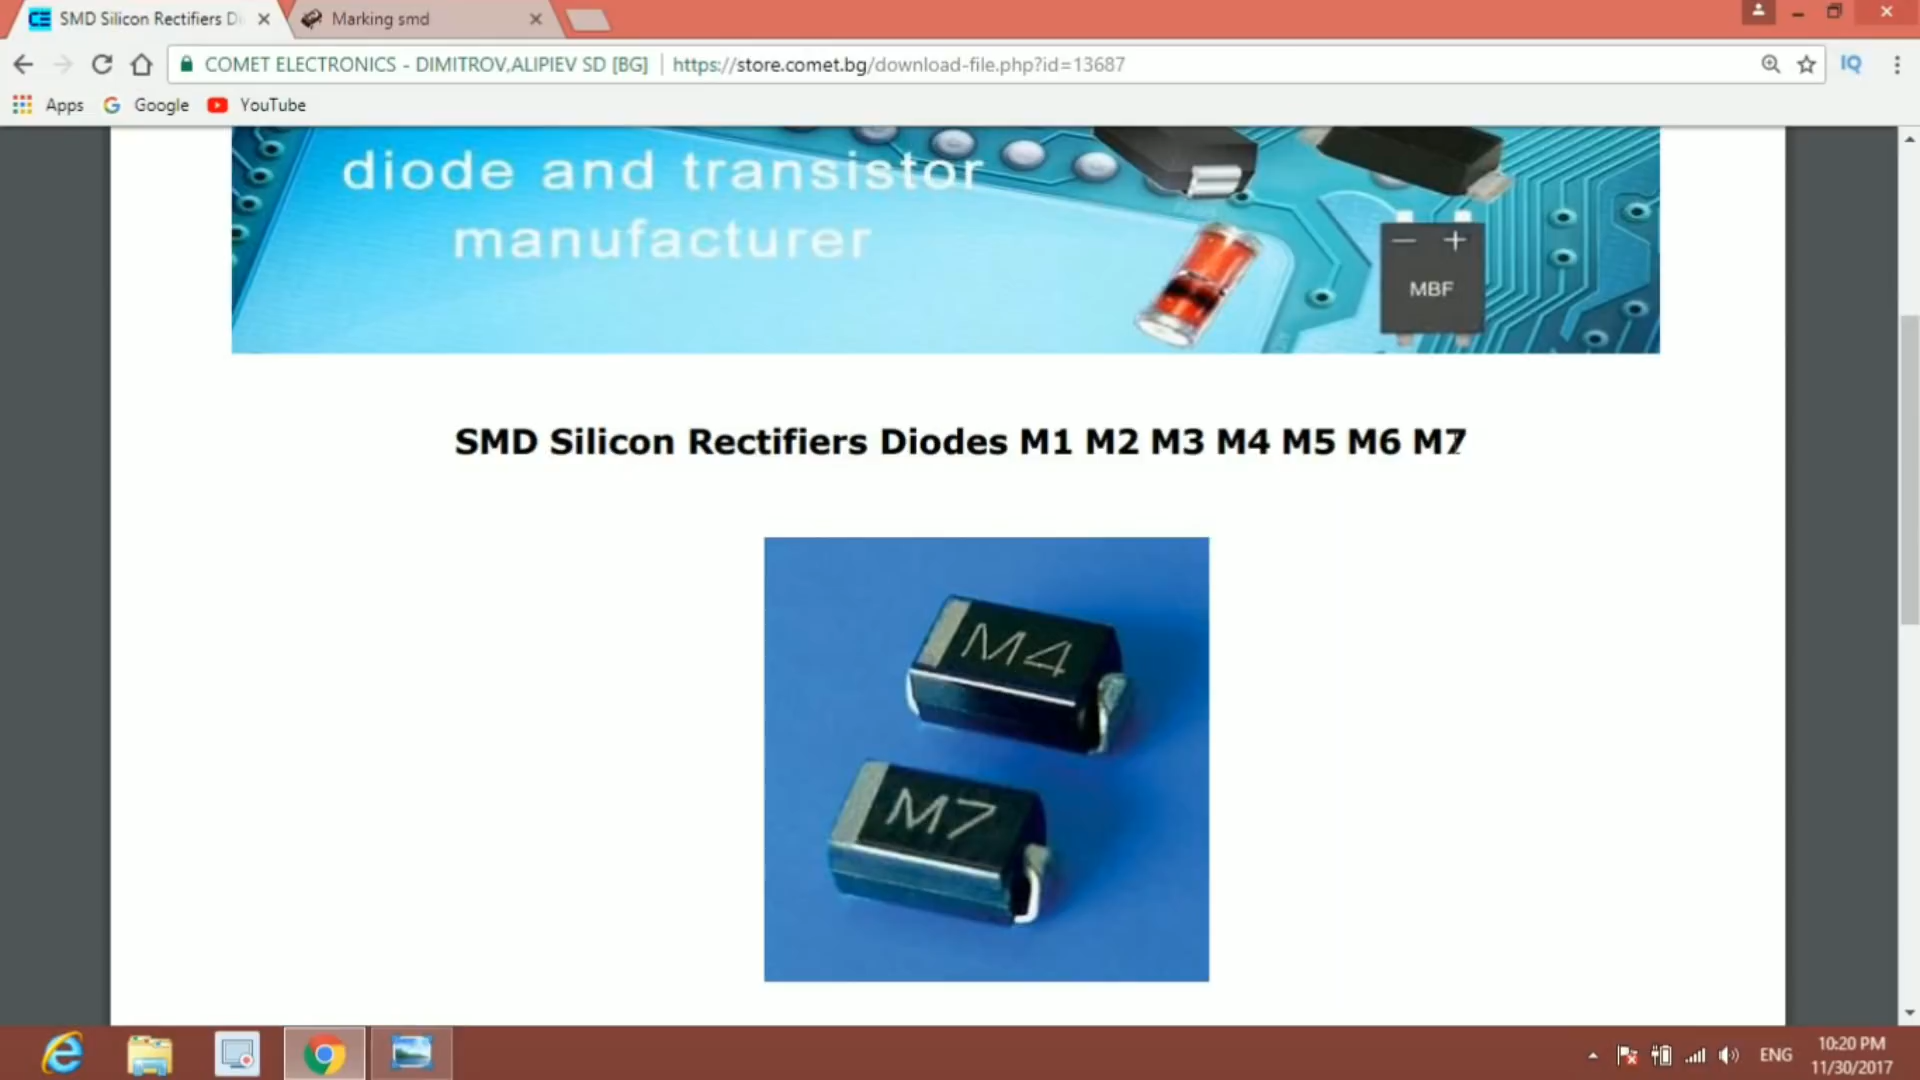 SMD Silicon Rectifiers D
Marking smd
COMET ELECTRONICS - DIMITROV,ALIPIEV SD [BG]
https://store.comet.bg/download-file.php?id=13687
IQ
Apps
Google
YouTube
diode and transistor
manufacturer
− +
MBF
SMD Silicon Rectifiers Diodes M1 M2 M3 M4 M5 M6 M7
M4
M7
ENG
10:20 PM
11/30/2017